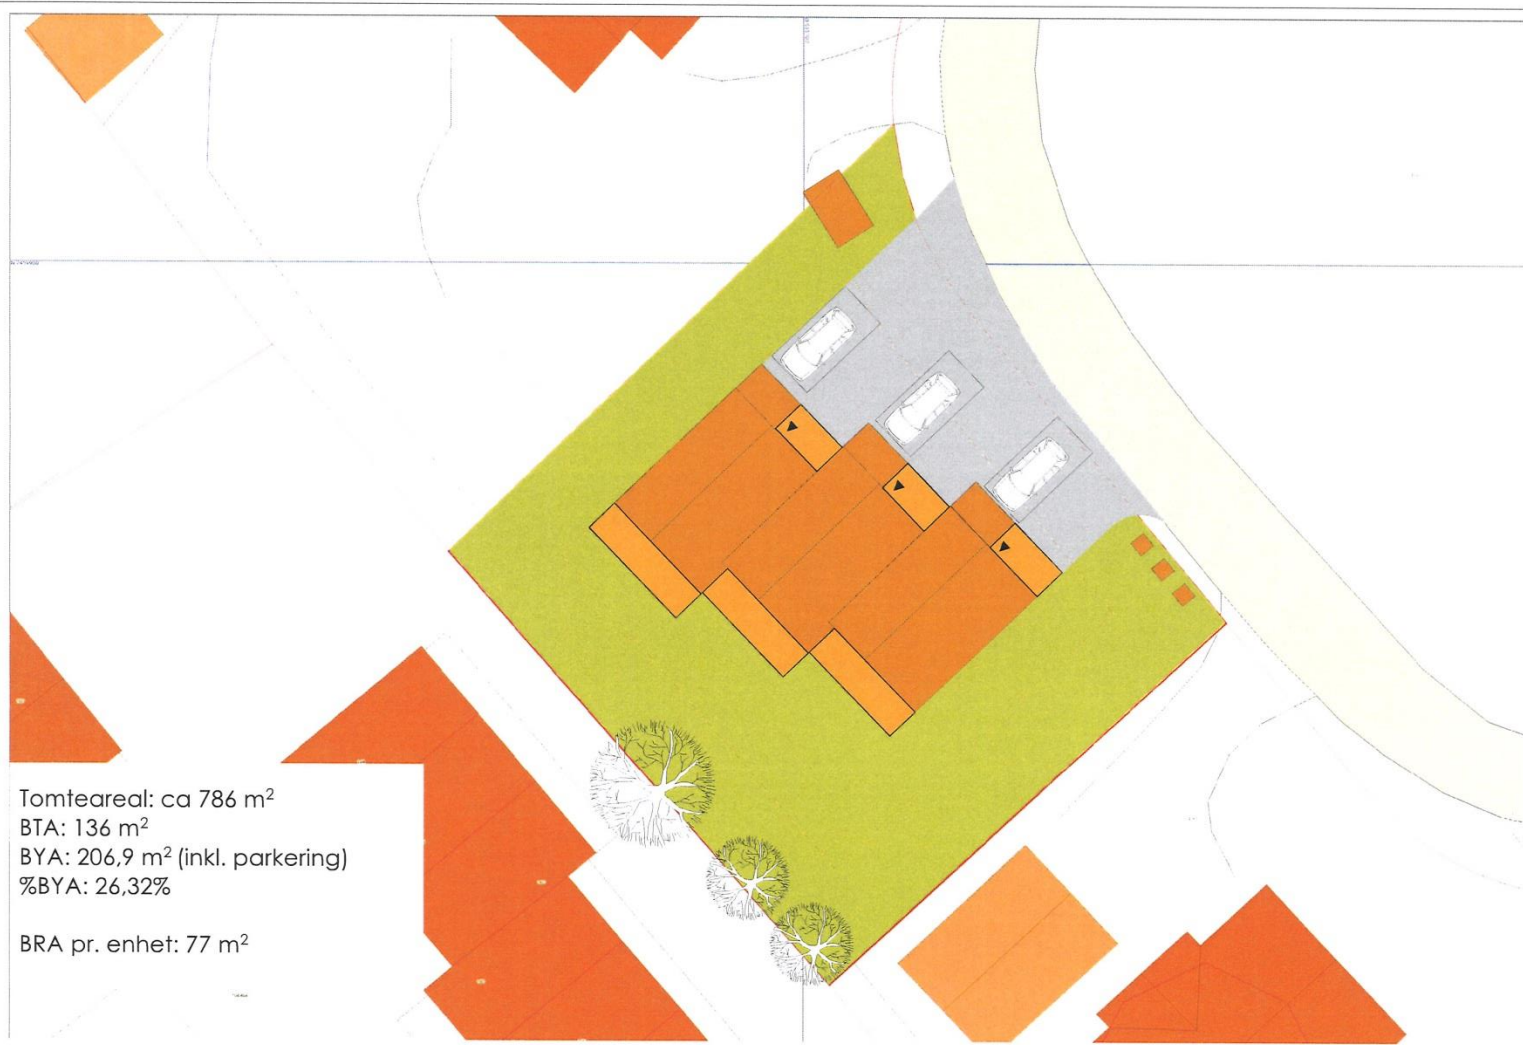 Tomteareal: ca 786 m²
BTA: 136 m²
BYA: 206,9 m² (inkl. parkering)
%BYA: 26,32%
BRA pr. enhet: 77 m²